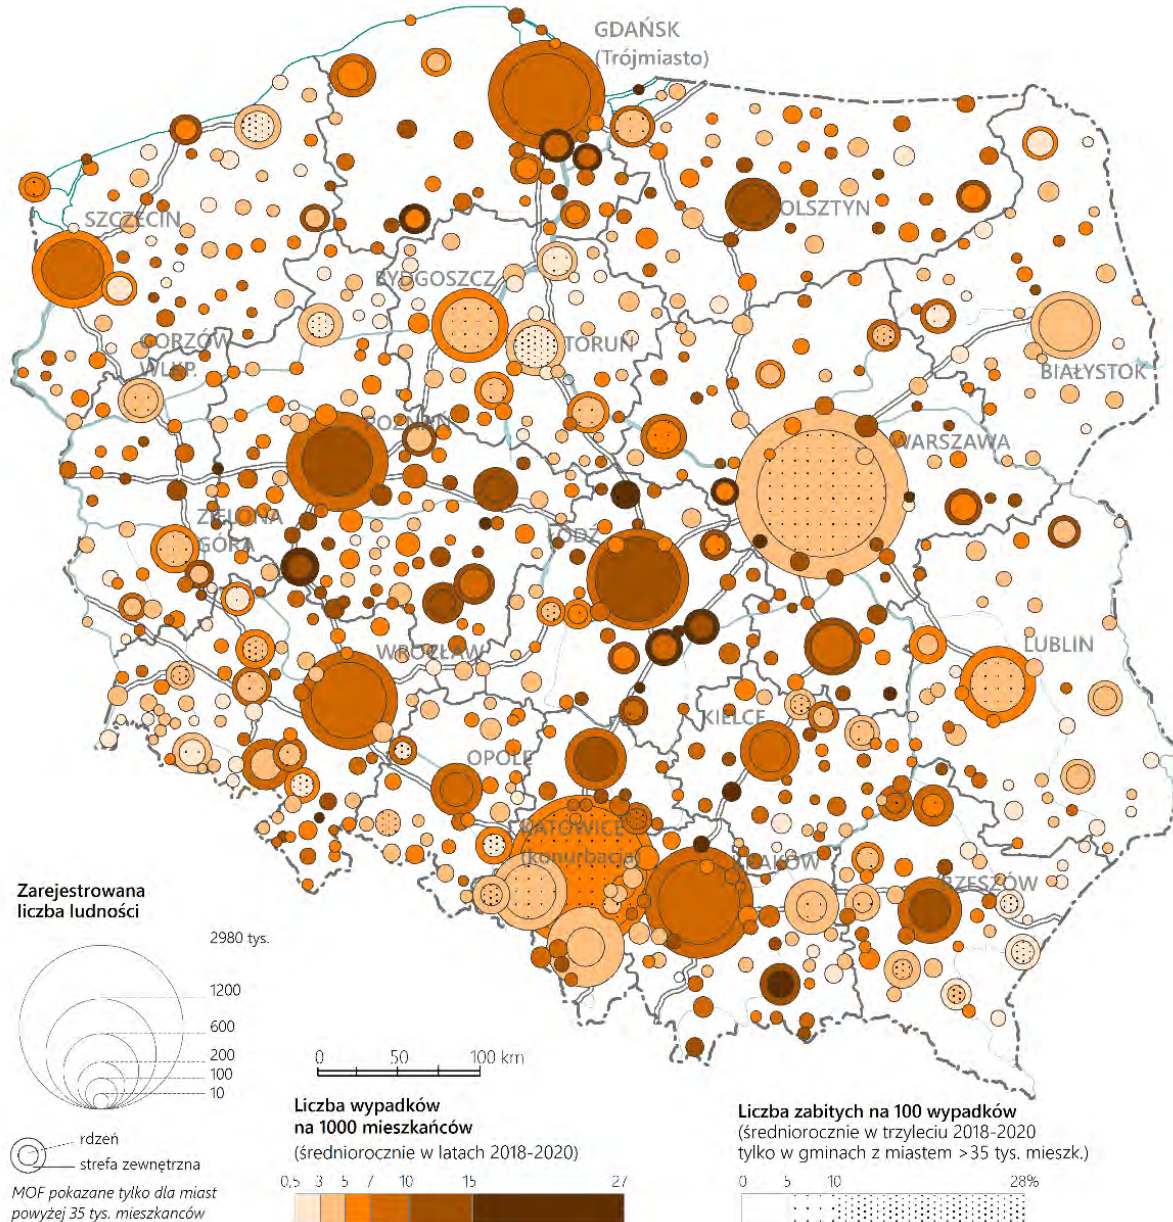 GDAŃSK
(Trójmiasto)
SZCZECIN
OLSZTYN
BYDGOSZCZ
GORZÓW
WLKP.
TORUŃ
BIAŁYSTOK
POZNAŃ
WARSZAWA
ZIELONA
GÓRA
ŁÓDŹ
WROCŁAW
LUBLIN
KIELCE
OPOLE
KATOWICE
(konurbacja)
KRAKÓW
RZESZÓW
Zarejestrowana
liczba ludności
2980 tys.
1200
600
200
100
10
rdzeń
strefa zewnętrzna
MOF pokazane tylko dla miast
powyżej 35 tys. mieszkańców
0 50 100 km
Liczba wypadków
na 1000 mieszkańców
(średniorocznie w latach 2018-2020)
0,5 3 5 7 10 15 27
Liczba zabitych na 100 wypadków
(średniorocznie w trzyleciu 2018-2020
tylko w gminach z miastem >35 tys. mieszk.)
0 5 10 28%